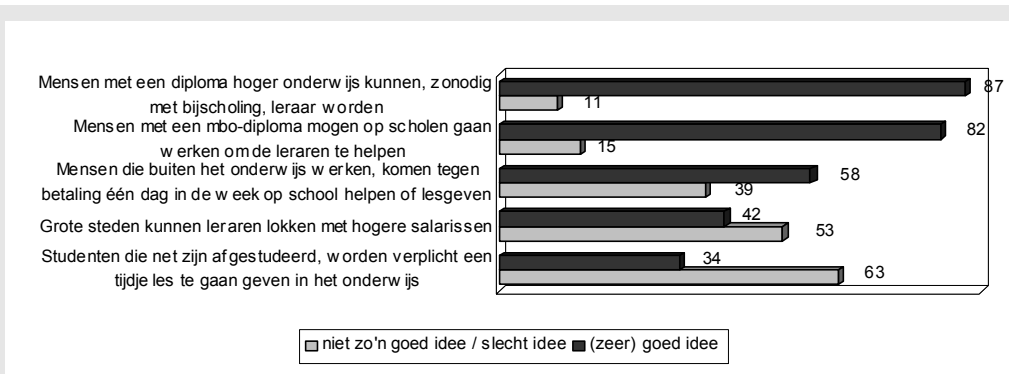 Mensen met een diploma hoger onderwijs kunnen, zonodig
met bijscholing, leraar worden
87
11
Mensen met een mbo-diploma mogen op scholen gaan
werken om de leraren te helpen
82
15
Mensen die buiten het onderwijs werken, komen tegen
betaling één dag in de week op school helpen of lesgeven
58
39
Grote steden kunnen leraren lokken met hogere salarissen
42
53
Studenten die net zijn afgestudeerd, worden verplicht een
tijdje les te gaan geven in het onderwijs
34
63
niet zo'n goed idee / slecht idee (zeer) goed idee